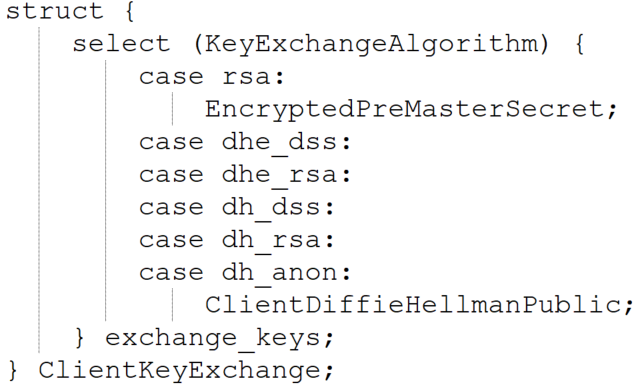 struct {
select (KeyExchangeAlgorithm) {
case rsa:
EncryptedPreMasterSecret;
case dhe_dss:
case dhe_rsa:
case dh_dss:
case dh_rsa:
case dh_anon:
ClientDiffieHellmanPublic;
} exchange_keys;
} ClientKeyExchange;